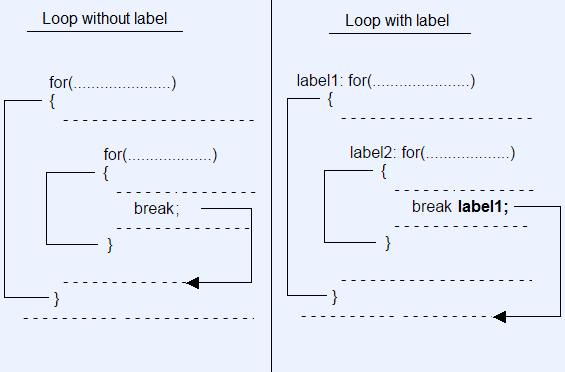 Loop without label
for(......................)
{
for(...................)
{
break;
}
}
Loop with label
label1: for(......................)
{
label2: for(...................)
{
break label1;
}
}